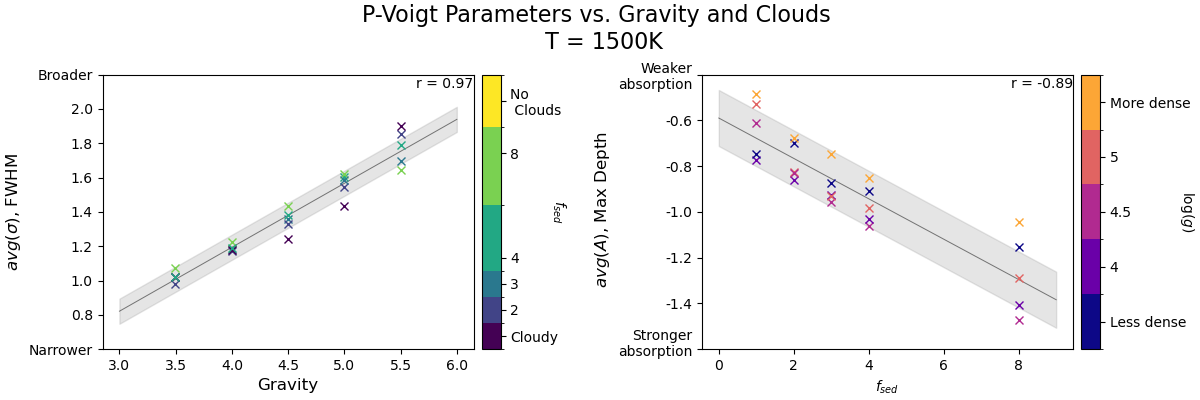 P-Voigt Parameters vs. Gravity and Clouds
T = 1500K
Broader
2.0
1.8
1.6
1.4
1.2
1.0
0.8
Narrower
avg(σ), FWHM
r = 0.97
3.0 3.5 4.0 4.5 5.0 5.5 6.0
Gravity
No
Clouds
8
4
3
2
Cloudy
f_sed
Weaker
absorption
-0.6
-0.8
-1.0
-1.2
-1.4
Stronger
absorption
avg(A), Max Depth
r = -0.89
0 2 4 6 8
f_sed
More dense
5
4.5
4
Less dense
log(g)